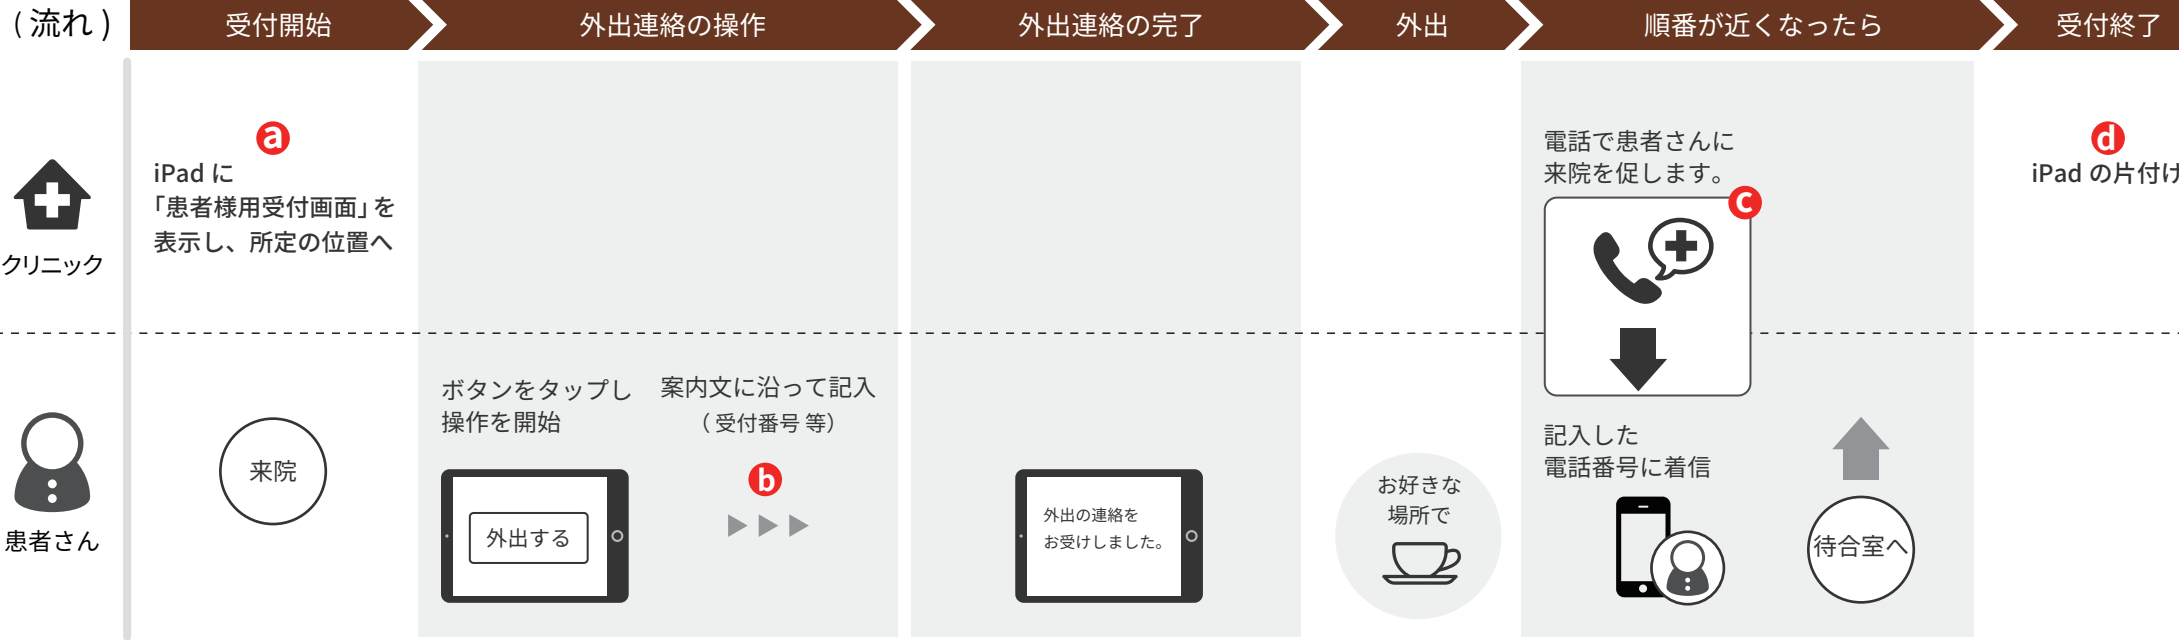 (流れ)
受付開始
外出連絡の操作
外出連絡の完了
外出
順番が近くなったら
受付終了
クリニック
a
iPad に
「患者様用受付画面」を
表示し、所定の位置へ
電話で患者さんに
来院を促します。
c
d
iPad の片付け
患者さん
来院
ボタンをタップし
操作を開始
外出する
案内文に沿って記入
（受付番号 等）
b
外出の連絡を
お受けしました。
お好きな
場所で
記入した
電話番号に着信
待合室へ